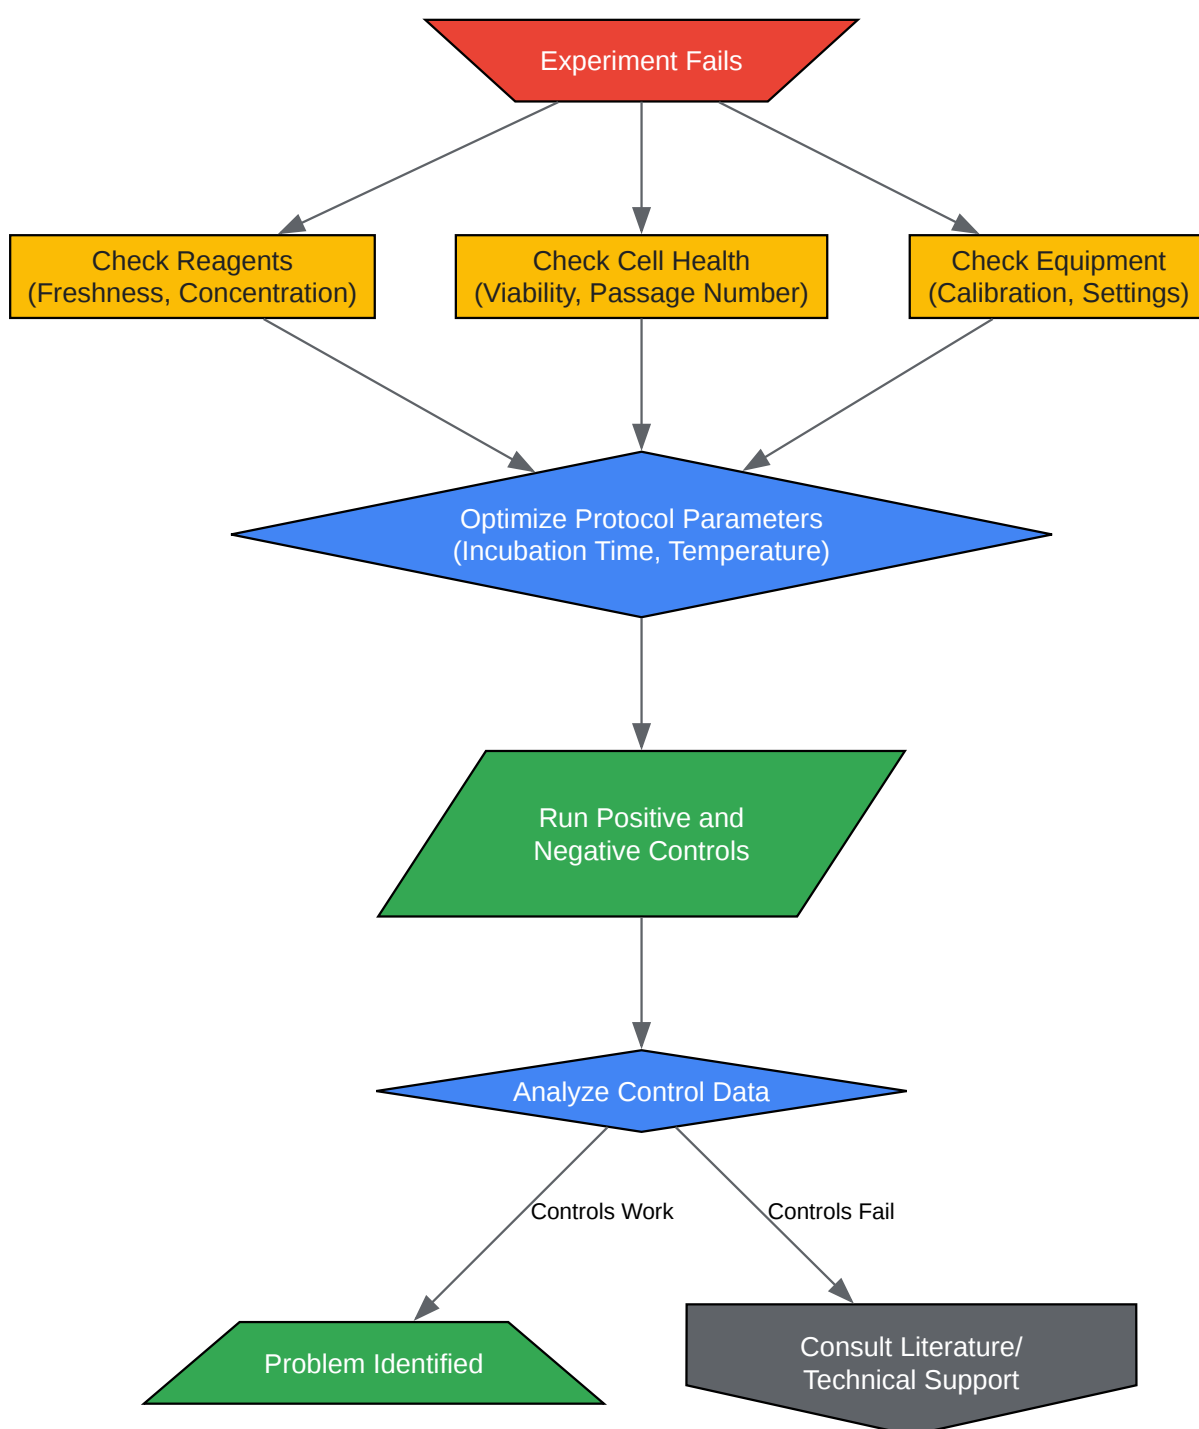 Experiment Fails
Check Reagents
(Freshness, Concentration)
Check Cell Health
(Viability, Passage Number)
Check Equipment
(Calibration, Settings)
Optimize Protocol Parameters
(Incubation Time, Temperature)
Run Positive and
Negative Controls
Analyze Control Data
Controls Work
Controls Fail
Problem Identified
Consult Literature/
Technical Support